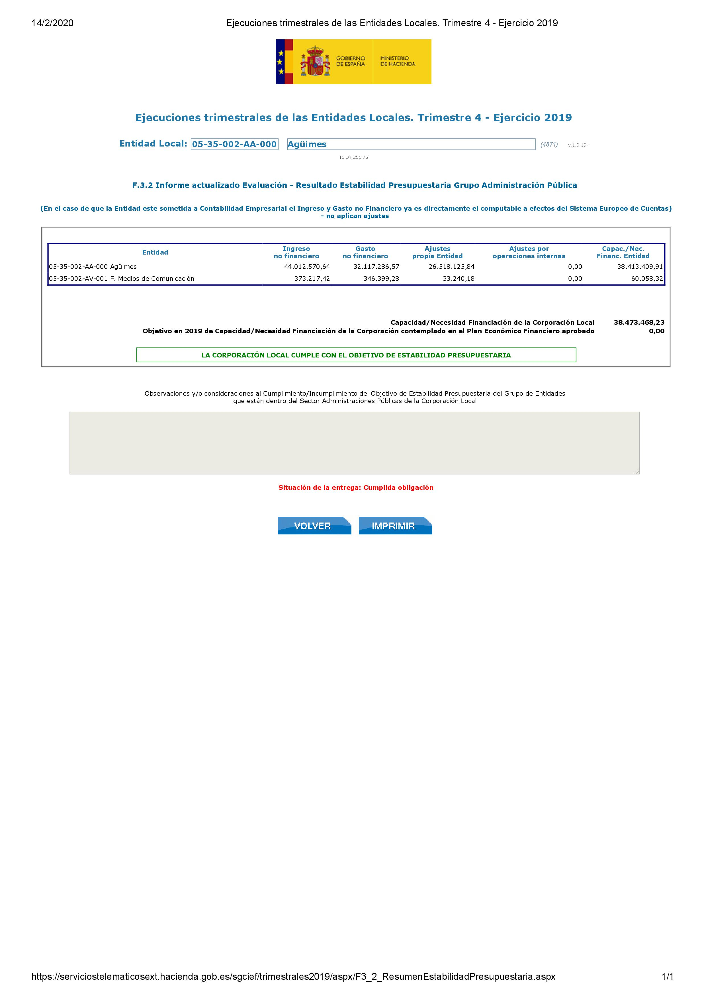 14/2/2020 Ejecuciones trimestrales de las Entidades Locales. Trimestre 4 - Ejercicio 2019
GOBIERNO DE ESPAÑA MINISTERIO DE HACIENDA
Ejecuciones trimestrales de las Entidades Locales. Trimestre 4 - Ejercicio 2019
Entidad Local: 05-35-002-AA-000 Agüimes (4871) v.1.0.19-
10.34.251.72
F.3.2 Informe actualizado Evaluación - Resultado Estabilidad Presupuestaria Grupo Administración Pública
(En el caso de que la Entidad este sometida a Contabilidad Empresarial el Ingreso y Gasto no Financiero ya es directamente el computable a efectos del Sistema Europeo de Cuentas)
- no aplican ajustes
Entidad Ingreso no financiero Gasto no financiero Ajustes propia Entidad Ajustes por operaciones internas Capac./Nec. Financ. Entidad
05-35-002-AA-000 Agüimes 44.012.570,64 32.117.286,57 26.518.125,84 0,00 38.413.409,91
05-35-002-AV-001 F. Medios de Comunicación 373.217,42 346.399,28 33.240,18 0,00 60.058,32
Capacidad/Necesidad Financiación de la Corporación Local 38.473.468,23
Objetivo en 2019 de Capacidad/Necesidad Financiación de la Corporación contemplado en el Plan Económico Financiero aprobado 0,00
LA CORPORACIÓN LOCAL CUMPLE CON EL OBJETIVO DE ESTABILIDAD PRESUPUESTARIA
Observaciones y/o consideraciones al Cumplimiento/Incumplimiento del Objetivo de Estabilidad Presupuestaria del Grupo de Entidades
que están dentro del Sector Administraciones Públicas de la Corporación Local
Situación de la entrega: Cumplida obligación
VOLVER IMPRIMIR
https://serviciostelematicosext.hacienda.gob.es/sgcief/trimestrales2019/aspx/F3_2_ResumenEstabilidadPresupuestaria.aspx 1/1